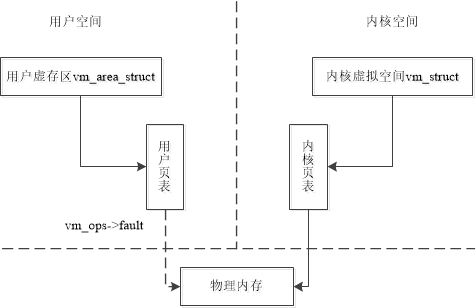 用户空间
内核空间
用户虚存区vm_area_struct
内核虚拟空间vm_struct
用户页表
内核页表
vm_ops->fault
物理内存